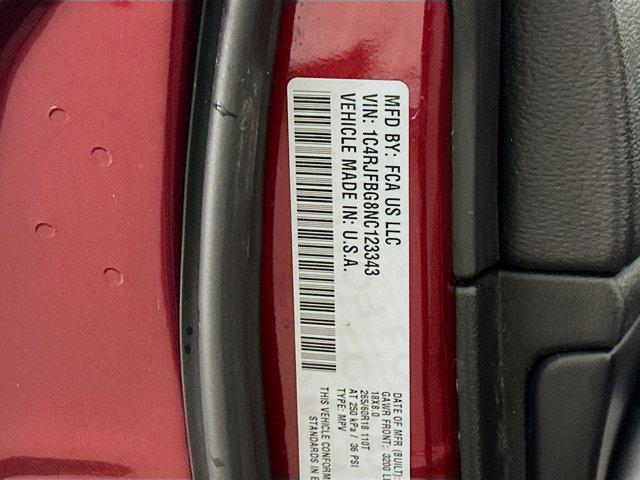 MFD BY: FCA US LLC
VIN: 1C4RJFBG8NC123343
VEHICLE MADE IN: U.S.A.
DATE OF MFR (BUILT):
GAWR FRONT: 3200 LB
18X8.0
265/60R18 110T
AT 250 kPa / 36 PSI
TYPE: MPV
THIS VEHICLE CONFORM
STANDARDS IN E